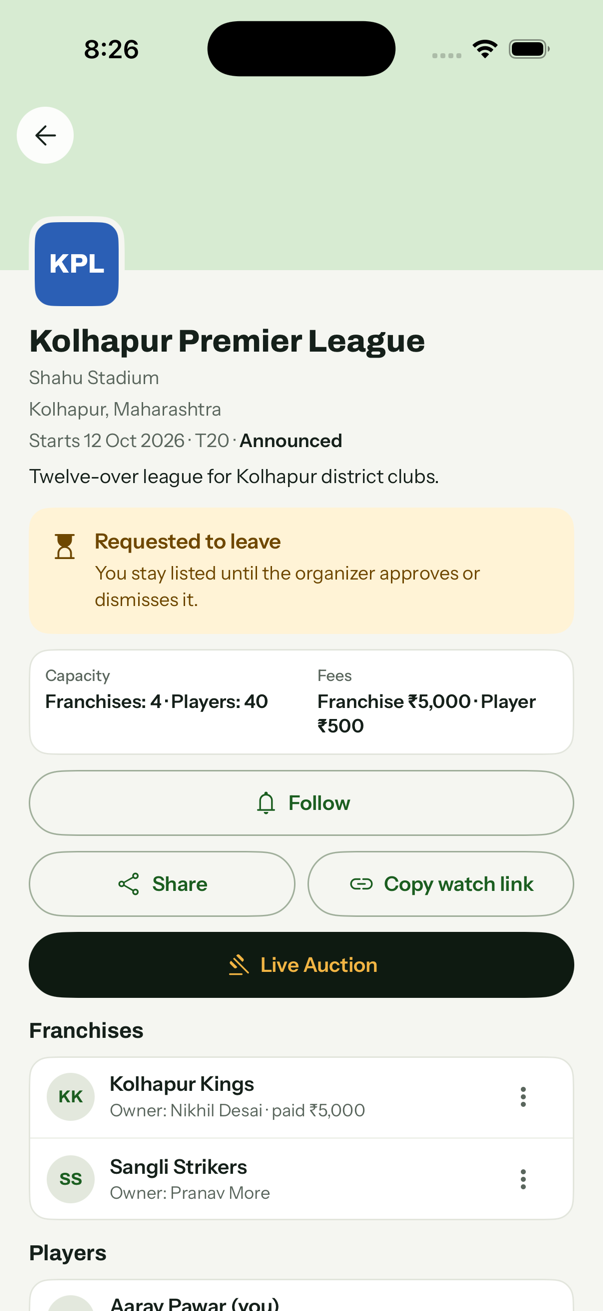 8:26
KPL
Kolhapur Premier League
Shahu Stadium
Kolhapur, Maharashtra
Starts 12 Oct 2026 · T20 · Announced
Twelve-over league for Kolhapur district clubs.
Requested to leave
You stay listed until the organizer approves or
dismisses it.
Capacity
Franchises: 4 · Players: 40
Fees
Franchise ₹5,000 · Player
₹500
Follow
Share
Copy watch link
Live Auction
Franchises
KK
Kolhapur Kings
Owner: Nikhil Desai · paid ₹5,000
SS
Sangli Strikers
Owner: Pranav More
Players
Aarav Pawar (you)